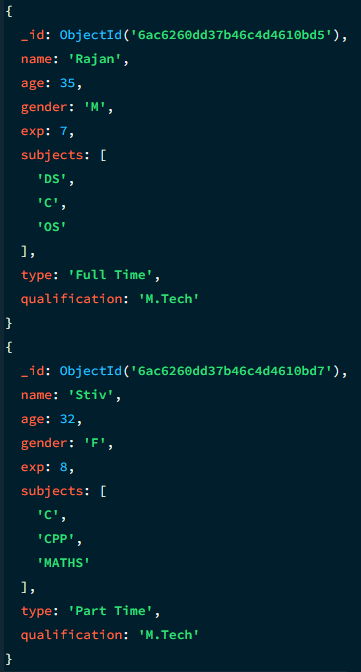 {
  _id: ObjectId('6ac6260dd37b46c4d4610bd5'),
  name: 'Rajan',
  age: 35,
  gender: 'M',
  exp: 7,
  subjects: [
    'DS',
    'C',
    'OS'
  ],
  type: 'Full Time',
  qualification: 'M.Tech'
}
{
  _id: ObjectId('6ac6260dd37b46c4d4610bd7'),
  name: 'Stiv',
  age: 32,
  gender: 'F',
  exp: 8,
  subjects: [
    'C',
    'CPP',
    'MATHS'
  ],
  type: 'Part Time',
  qualification: 'M.Tech'
}